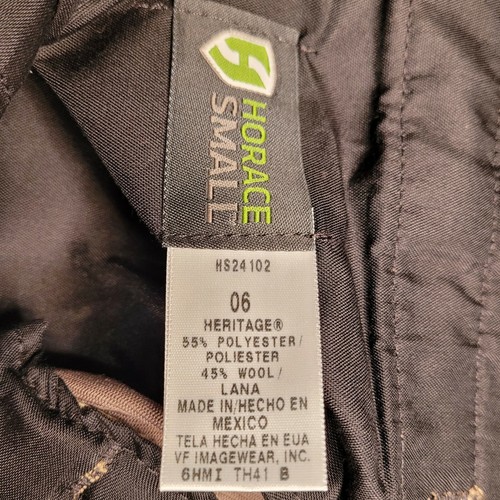 HORACE
SMALL
HS24102
06
HERITAGE®
55% POLYESTER/
POLIESTER
45% WOOL/
LANA
MADE IN/HECHO EN
MEXICO
TELA HECHA EN EUA
VF IMAGEWEAR, INC.
6HMI TH41 B